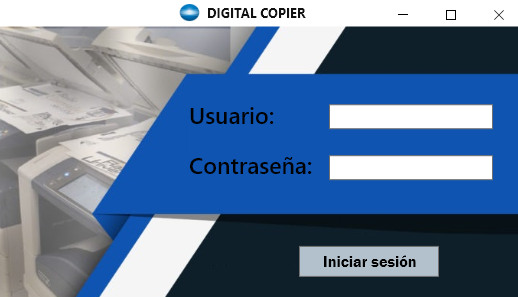 DIGITAL COPIER
Usuario:
Contraseña:
Iniciar sesión